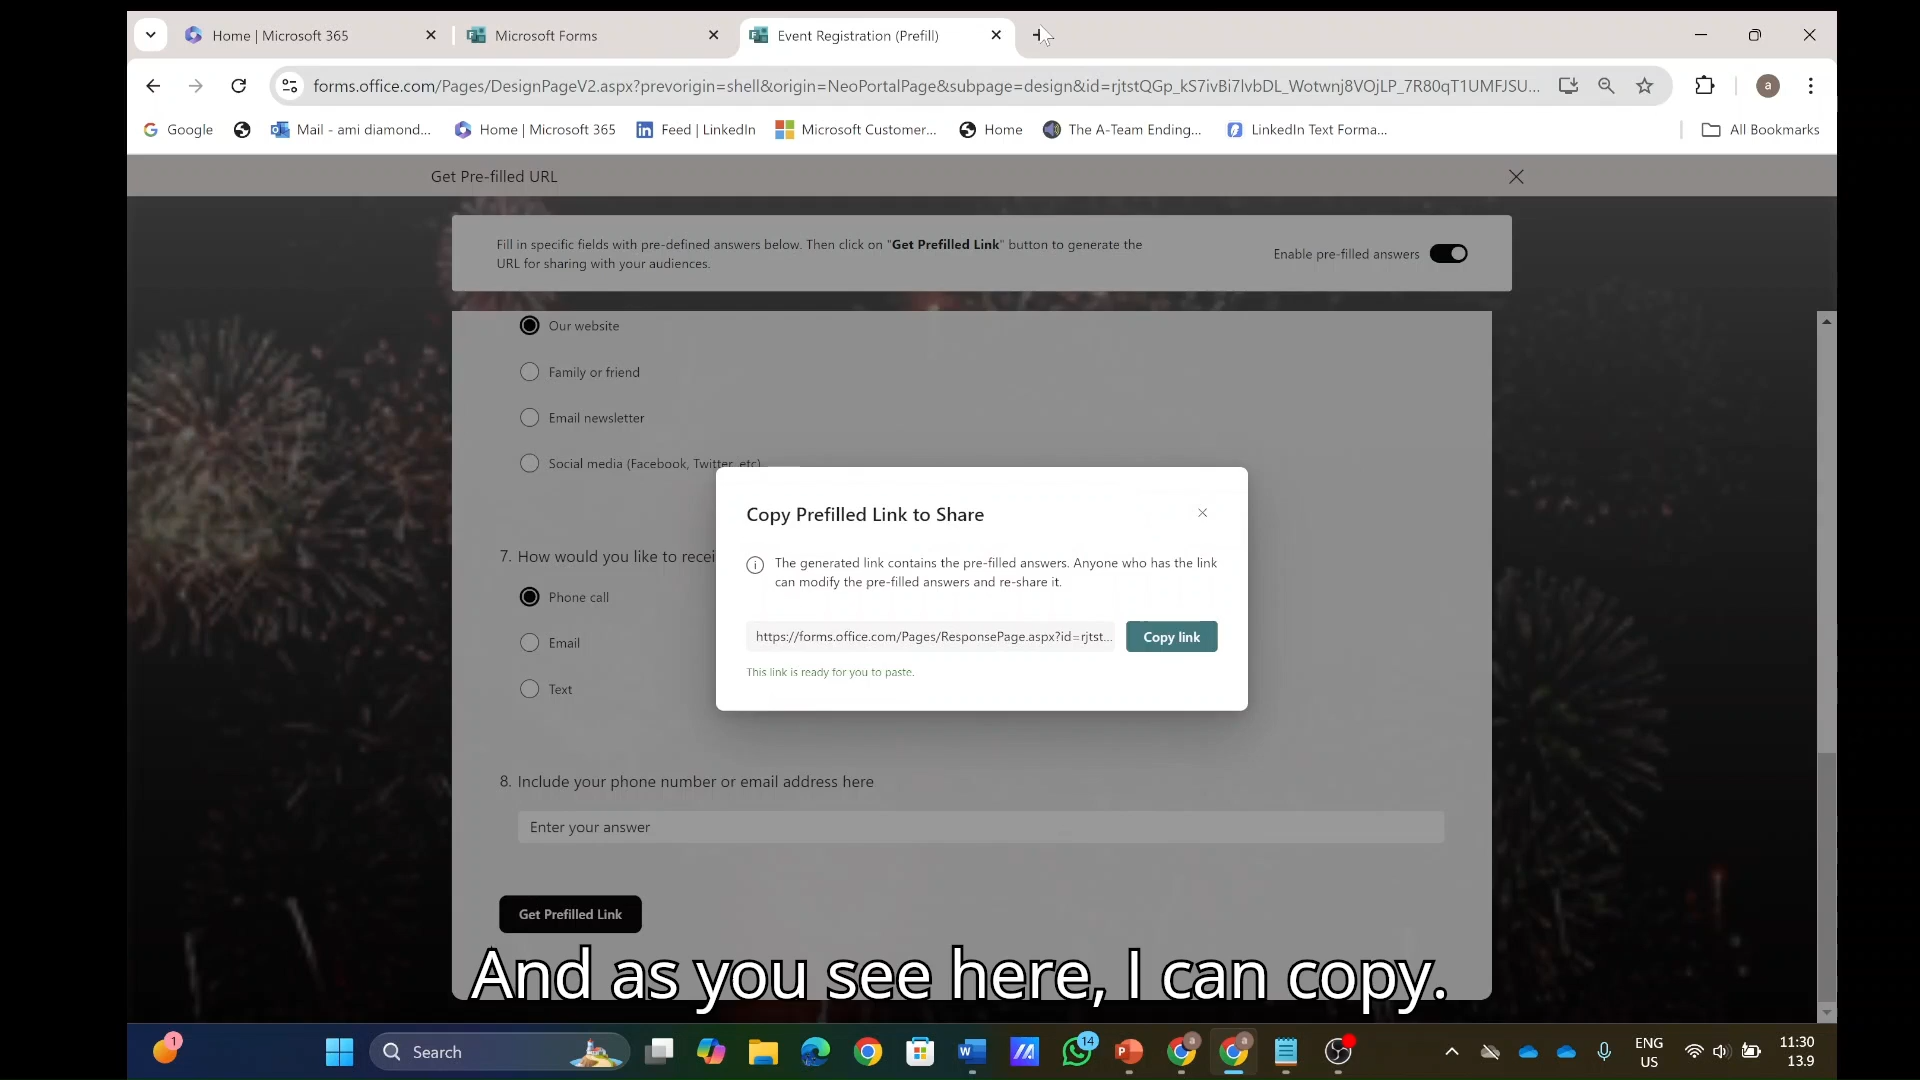 Home | Microsoft 365
Microsoft Forms
Event Registration (Prefill)
forms.office.com/Pages/DesignPageV2.aspx?prevorigin=shell&origin=NeoPortalPage&subpage=design&id=rjtstQGp_kS7ivBi7lvbDL_Wotwnj8VOjLP_7R80qT1UMFJSU...
a
Google
Mail - ami diamond...
Home | Microsoft 365
Feed | LinkedIn
Microsoft Customer...
Home
The A-Team Ending...
LinkedIn Text Forma...
All Bookmarks
Get Pre-filled URL
Fill in specific fields with pre-defined answers below. Then click on "Get Prefilled Link" button to generate the
URL for sharing with your audiences.
Enable pre-filled answers
Our website
Family or friend
Email newsletter
Social media (Facebook, Twitter, etc)
Copy Prefilled Link to Share
The generated link contains the pre-filled answers. Anyone who has the link
can modify the pre-filled answers and re-share it.
https://forms.office.com/Pages/ResponsePage.aspx?id=rjtst...
Copy link
This link is ready for you to paste.
7. How would you like to recei
Phone call
Email
Text
8. Include your phone number or email address here
Enter your answer
Get Prefilled Link
And as you see here, I can copy.
1
Search
14
a
a
ENG
US
11:30
13.9